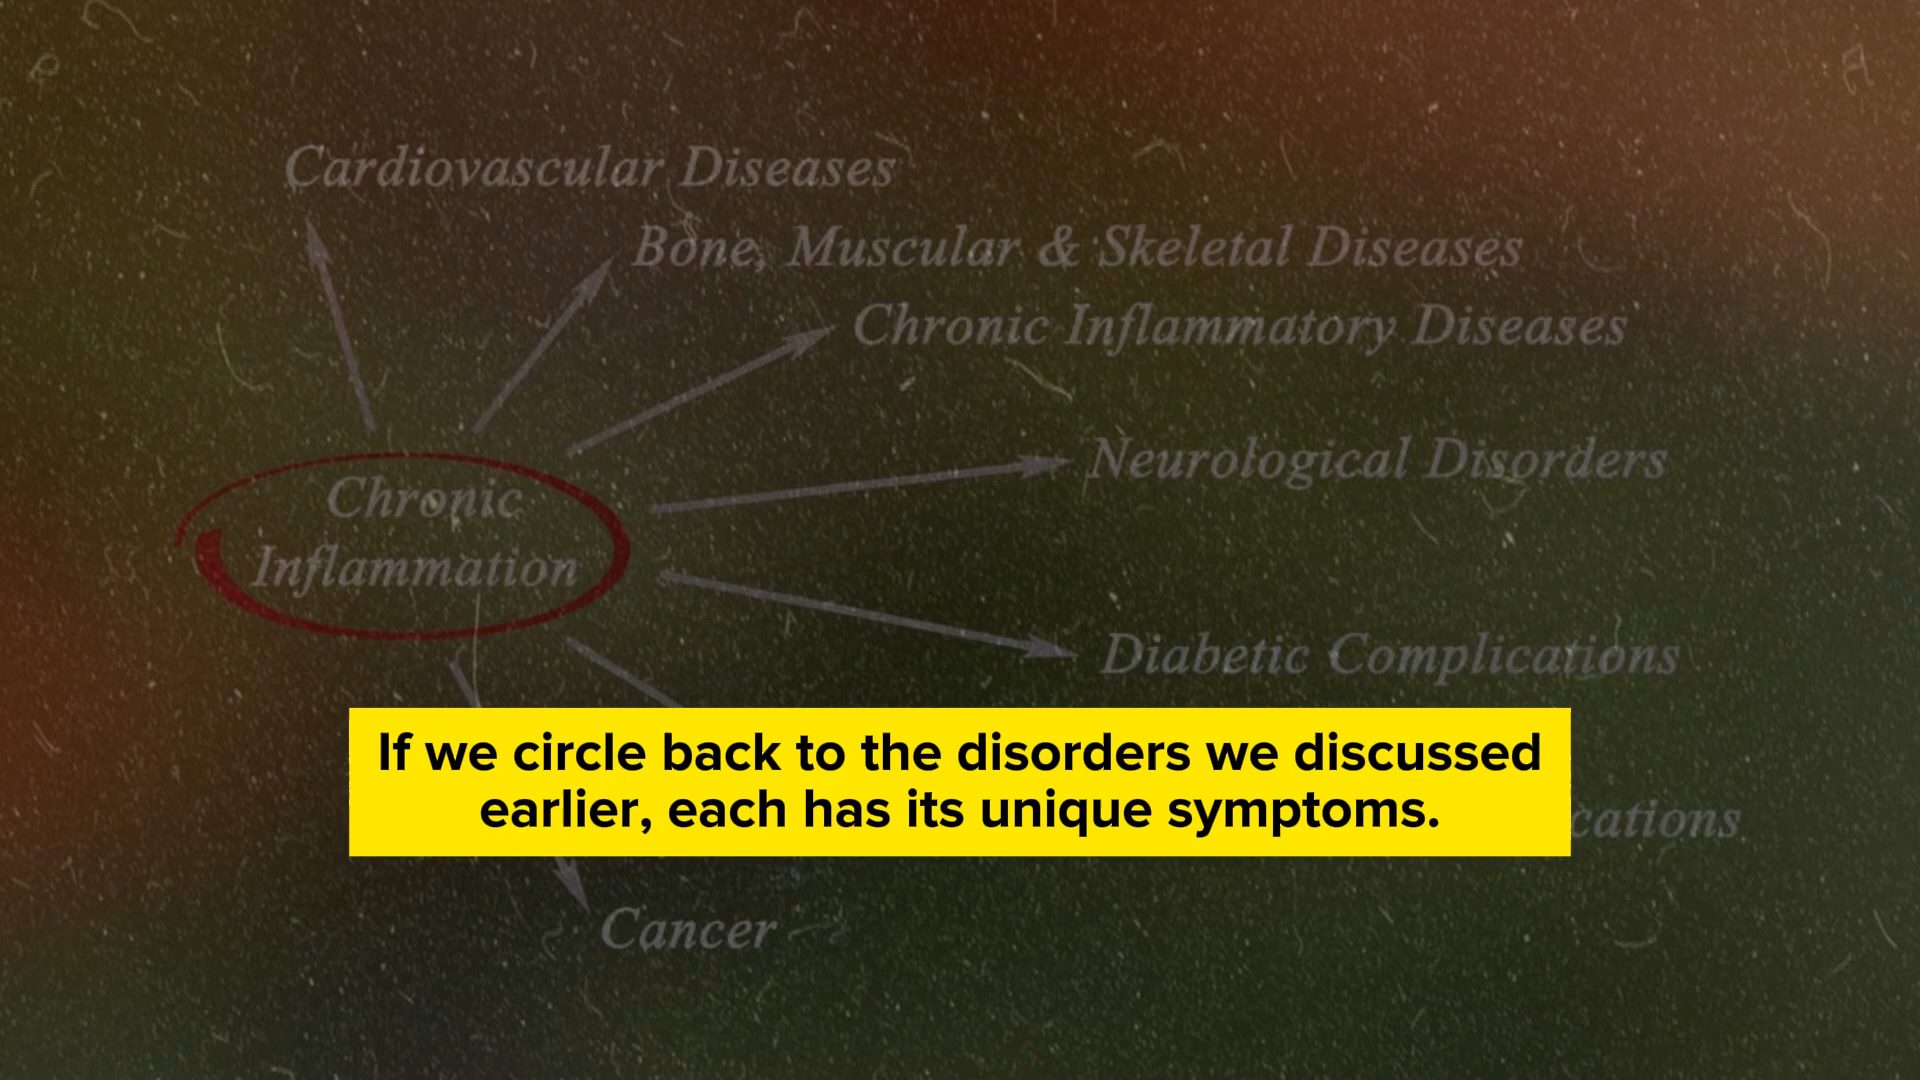 Cardiovascular Diseases
Bone, Muscular & Skeletal Diseases
Chronic Inflammatory Diseases
Neurological Disorders
Chronic
Inflammation
Diabetic Complications
If we circle back to the disorders we discussed
earlier, each has its unique symptoms.
Cancer